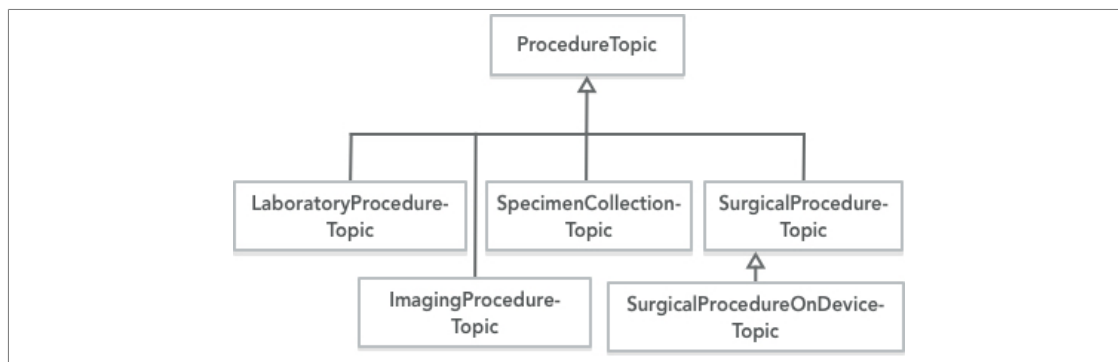 ProcedureTopic
LaboratoryProcedure-
Topic
SpecimenCollection-
Topic
SurgicalProcedure-
Topic
ImagingProcedure-
Topic
SurgicalProcedureOnDevice-
Topic